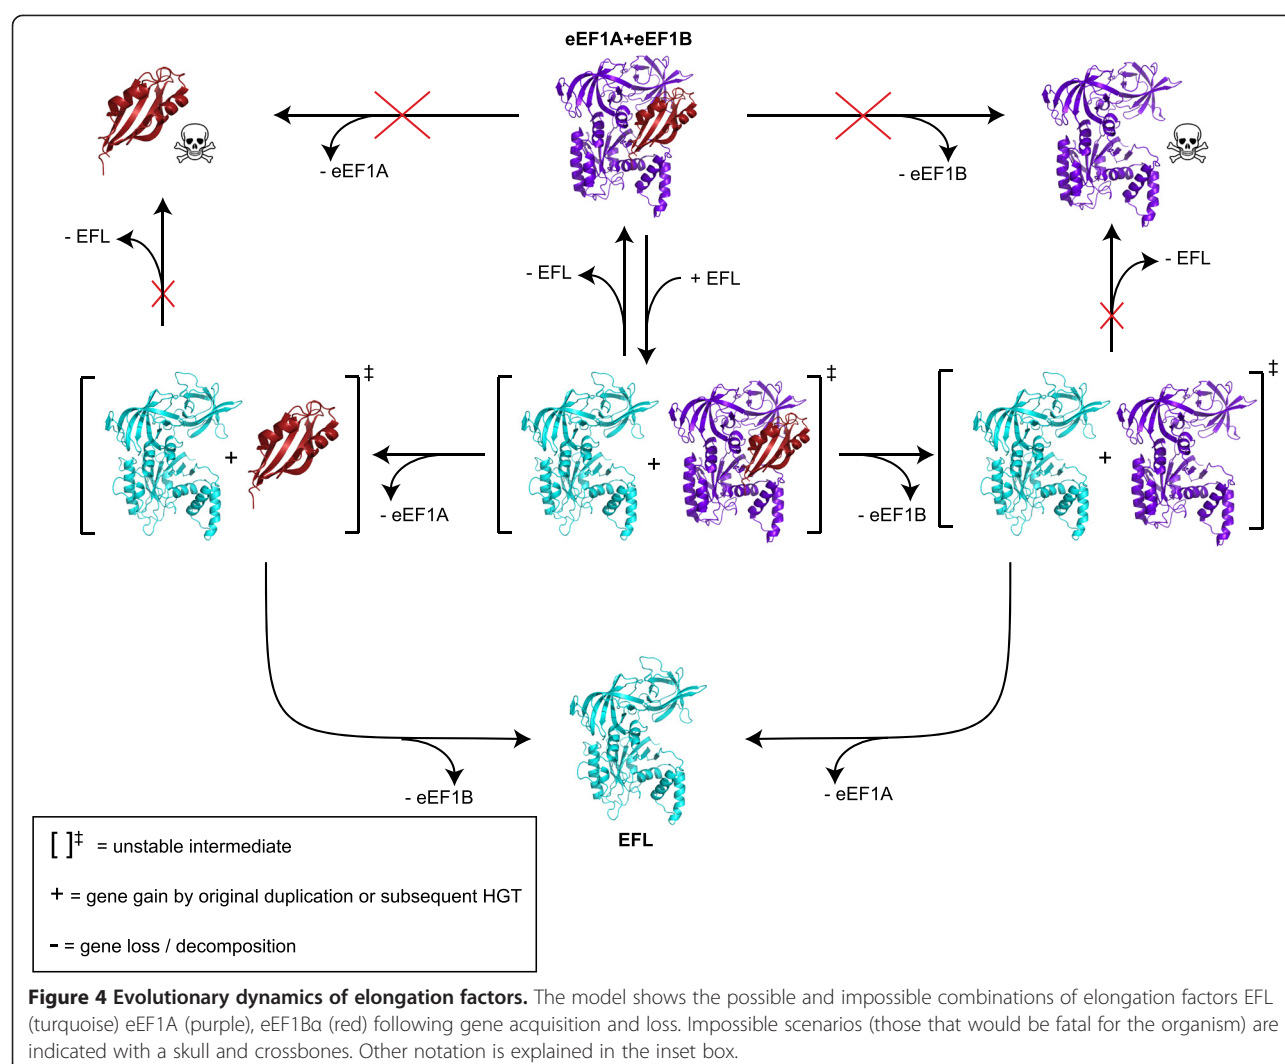 eEF1A+eEF1B
- eEF1A
- eEF1B
- EFL
- EFL
+ EFL
- EFL
‡
‡
‡
+
+
+
- eEF1A
- eEF1B
- eEF1B
- eEF1A
EFL
[ ]‡ = unstable intermediate
+ = gene gain by original duplication or subsequent HGT
- = gene loss / decomposition
Figure 4 Evolutionary dynamics of elongation factors. The model shows the possible and impossible combinations of elongation factors EFL
(turquoise) eEF1A (purple), eEF1Bα (red) following gene acquisition and loss. Impossible scenarios (those that would be fatal for the organism) are
indicated with a skull and crossbones. Other notation is explained in the inset box.